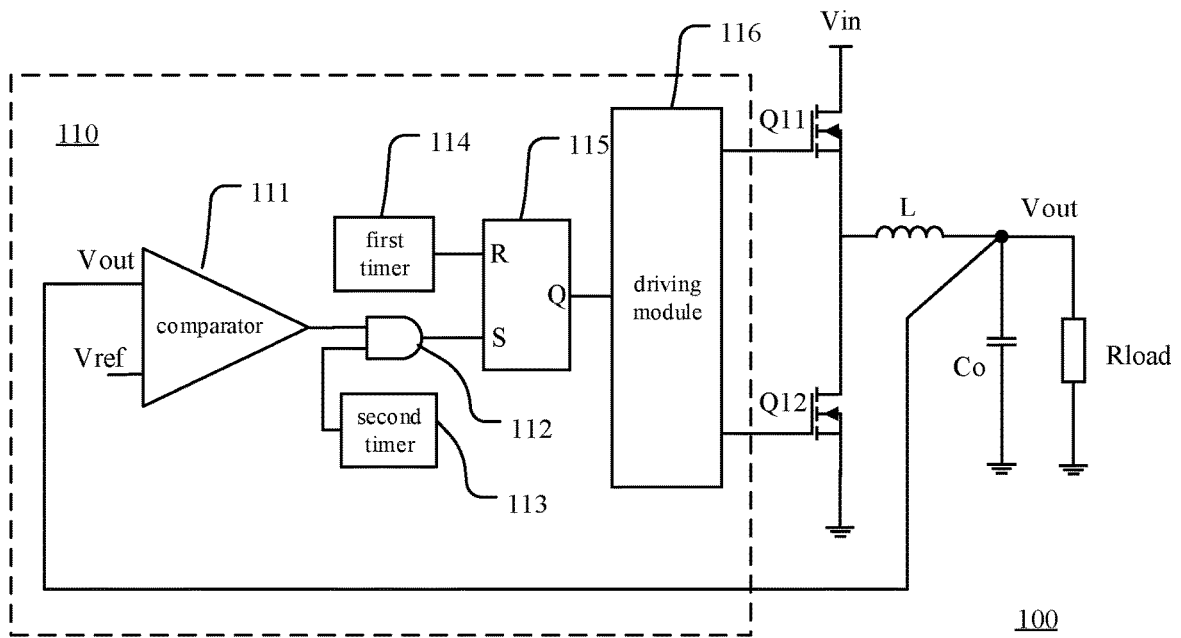 116
Vin
110
114
115
Q11
111
first
timer
R
L
Vout
Vout
Q
driving
module
comparator
S
Vref
Co
Rload
Q12
second
timer
112
113
100